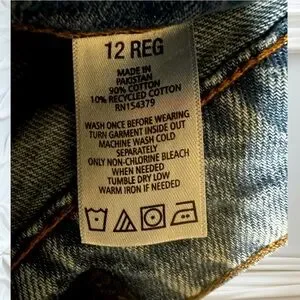 12 REG
MADE IN
PAKISTAN
90% COTTON
10% RECYCLED COTTON
RN154379
WASH ONCE BEFORE WEARING
TURN GARMENT INSIDE OUT
MACHINE WASH COLD
SEPARATELY
ONLY NON-CHLORINE BLEACH
WHEN NEEDED
TUMBLE DRY LOW
WARM IRON IF NEEDED